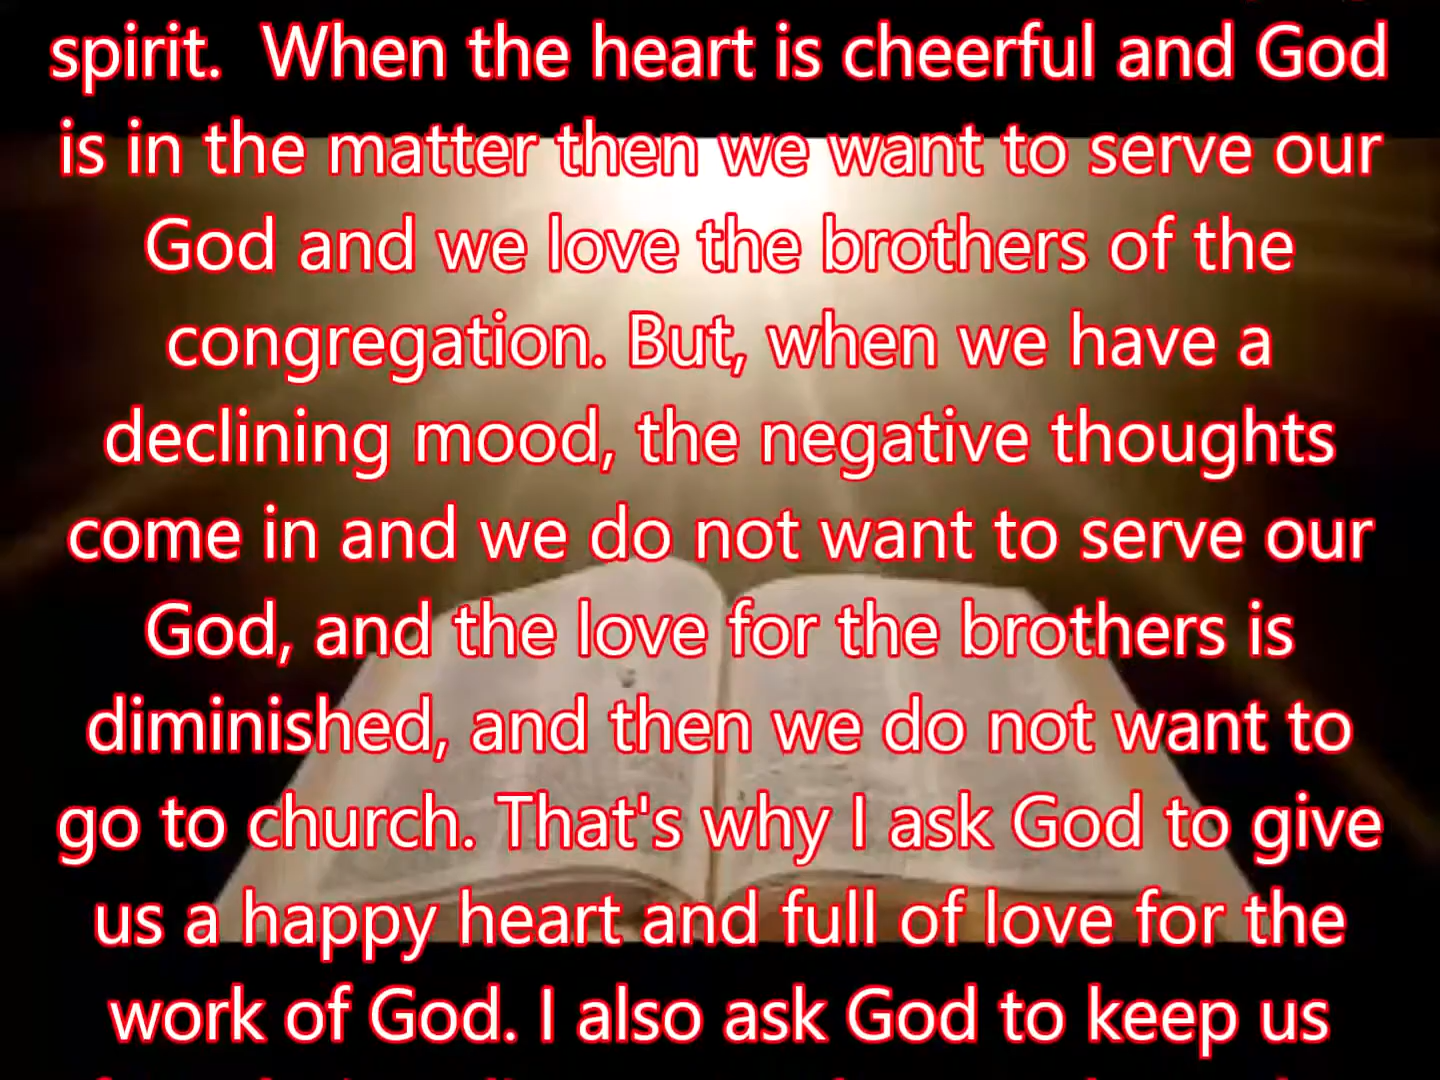 spirit. When the heart is cheerful and God
is in the matter then we want to serve our
God and we love the brothers of the
congregation. But, when we have a
declining mood, the negative thoughts
come in and we do not want to serve our
God, and the love for the brothers is
diminished, and then we do not want to
go to church. That's why I ask God to give
us a happy heart and full of love for the
work of God. I also ask God to keep us